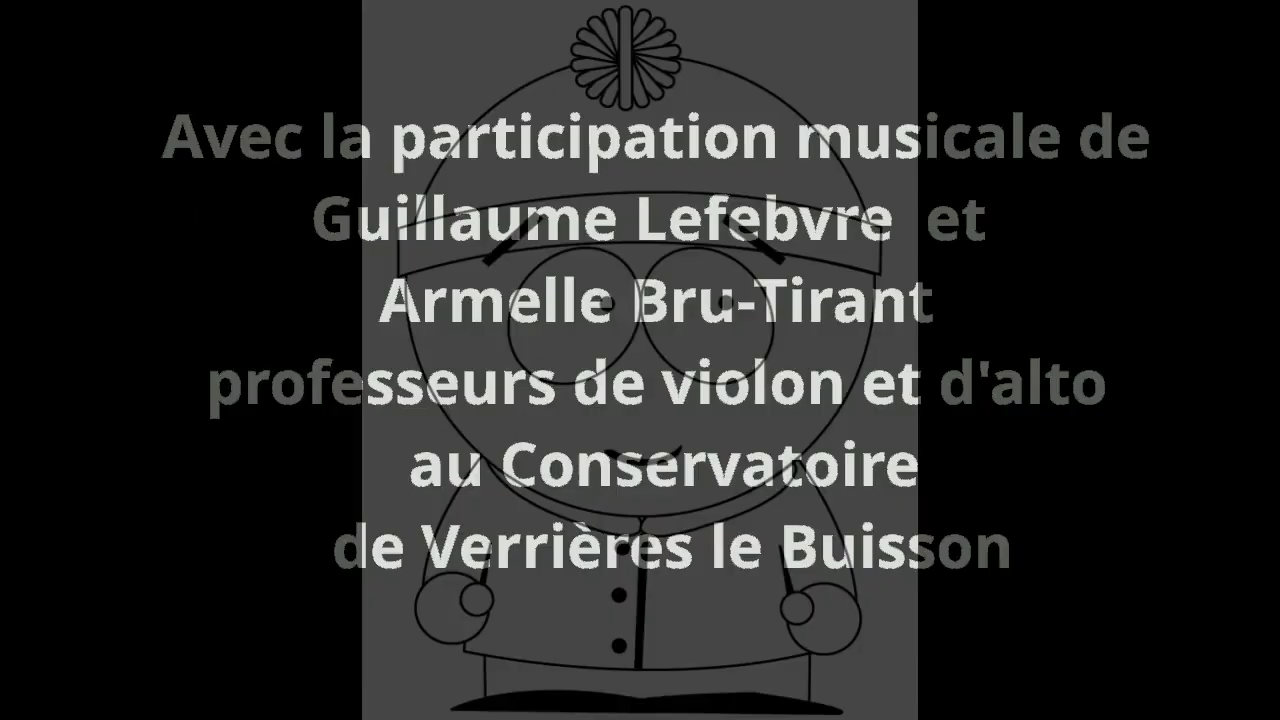 Avec la participation musicale de
Guillaume Lefebvre et
Armelle Bru-Tirant
professeurs de violon et d'alto
au Conservatoire
de Verrières le Buisson